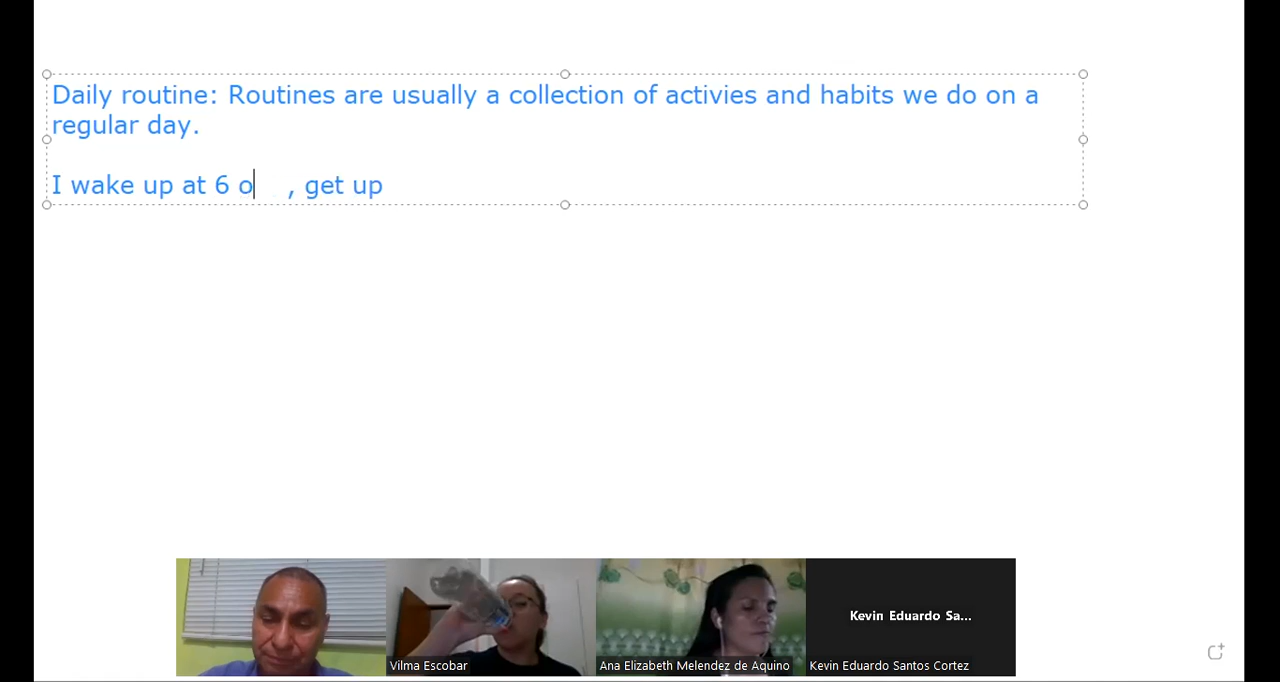 Daily routine: Routines are usually a collection of activies and habits we do on a
regular day.
I wake up at 6 o , get up
Vilma Escobar
Ana Elizabeth Melendez de Aquino
Kevin Eduardo Sa...
Kevin Eduardo Santos Cortez